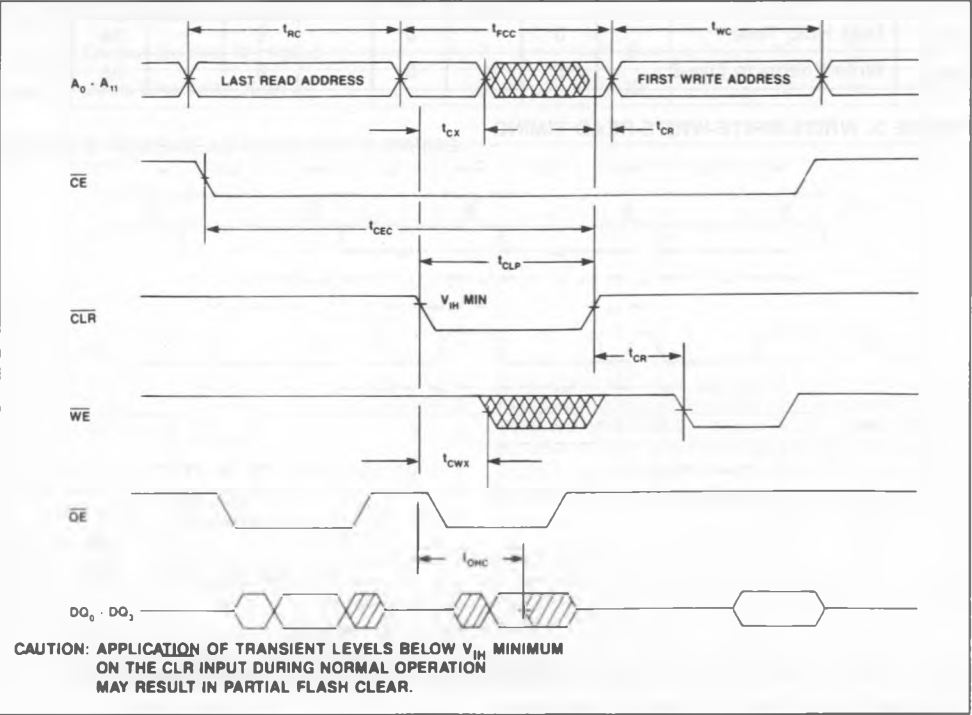 tRC tFCC tWC
A0 - A11 LAST READ ADDRESS FIRST WRITE ADDRESS
tCX tCR
CE
tCEC
tCLP
VIH MIN
CLR
tCR
WE
tCWX
OE
tOHC
DQ0 - DQ3
CAUTION: APPLICATION OF TRANSIENT LEVELS BELOW VIH MINIMUM
ON THE CLR INPUT DURING NORMAL OPERATION
MAY RESULT IN PARTIAL FLASH CLEAR.